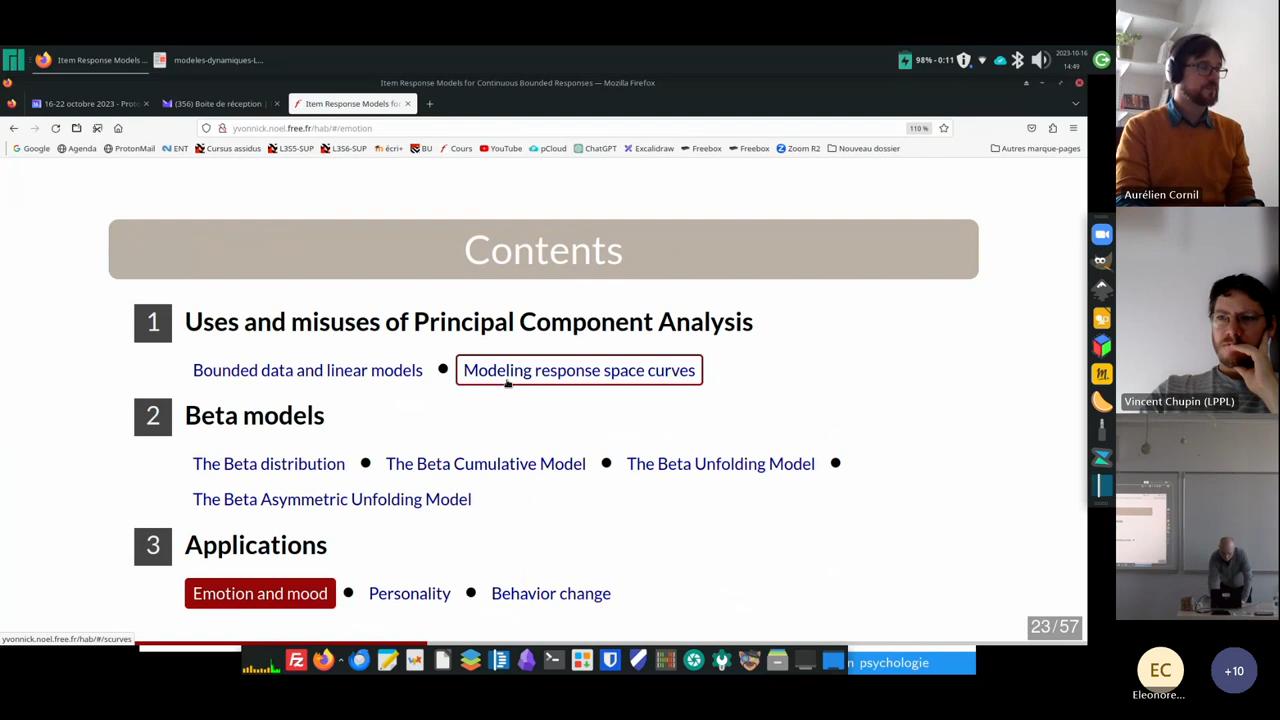 Item Response Models ...
modeles-dynamiques-L...
98% - 0:11
2023-10-16
14:49
Item Response Models for Continuous Bounded Responses — Mozilla Firefox
16-22 octobre 2023 - Proto
(356) Boite de réception
Item Response Models fo
yvonnick.noel.free.fr/hab/#/emotion
110 %
Google
Agenda
ProtonMail
ENT
Cursus assidus
L3S5-SUP
L3S6-SUP
écri+
BU
Cours
YouTube
pCloud
ChatGPT
Excalidraw
Freebox
Freebox
Zoom R2
Nouveau dossier
Autres marque-pages
Aurélien Cornil
Contents
1 Uses and misuses of Principal Component Analysis
Bounded data and linear models ● Modeling response space curves
2 Beta models
Vincent Chupin (LPPL)
The Beta distribution ● The Beta Cumulative Model ● The Beta Unfolding Model ●
The Beta Asymmetric Unfolding Model
3 Applications
Emotion and mood ● Personality ● Behavior change
23/57
yvonnick.noel.free.fr/hab/#/scurves
n psychologie
EC
+10
Eleonore...